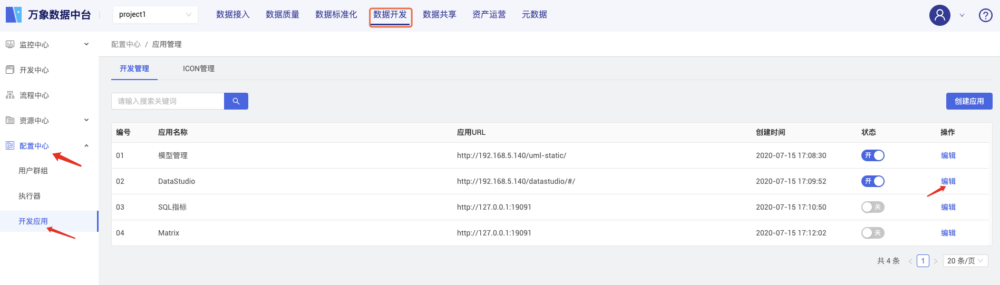 万象数据中台 project1 数据接入 数据质量 数据标准化 数据开发 数据共享 资产运营 元数据
监控中心
开发中心
流程中心
资源中心
配置中心
用户群组
执行器
开发应用
配置中心 / 应用管理
开发管理 ICON管理
请输入搜索关键词 创建应用
编号 应用名称 应用URL 创建时间 状态 操作
01 模型管理 http://192.168.5.140/uml-static/ 2020-07-15 17:08:30 开 编辑
02 DataStudio http://192.168.5.140/datastudio/#/ 2020-07-15 17:09:52 开 编辑
03 SQL指标 http://127.0.0.1:19091 2020-07-15 17:10:50 关 编辑
04 Matrix http://127.0.0.1:19091 2020-07-15 17:12:02 关 编辑
共 4 条 < 1 > 20 条/页